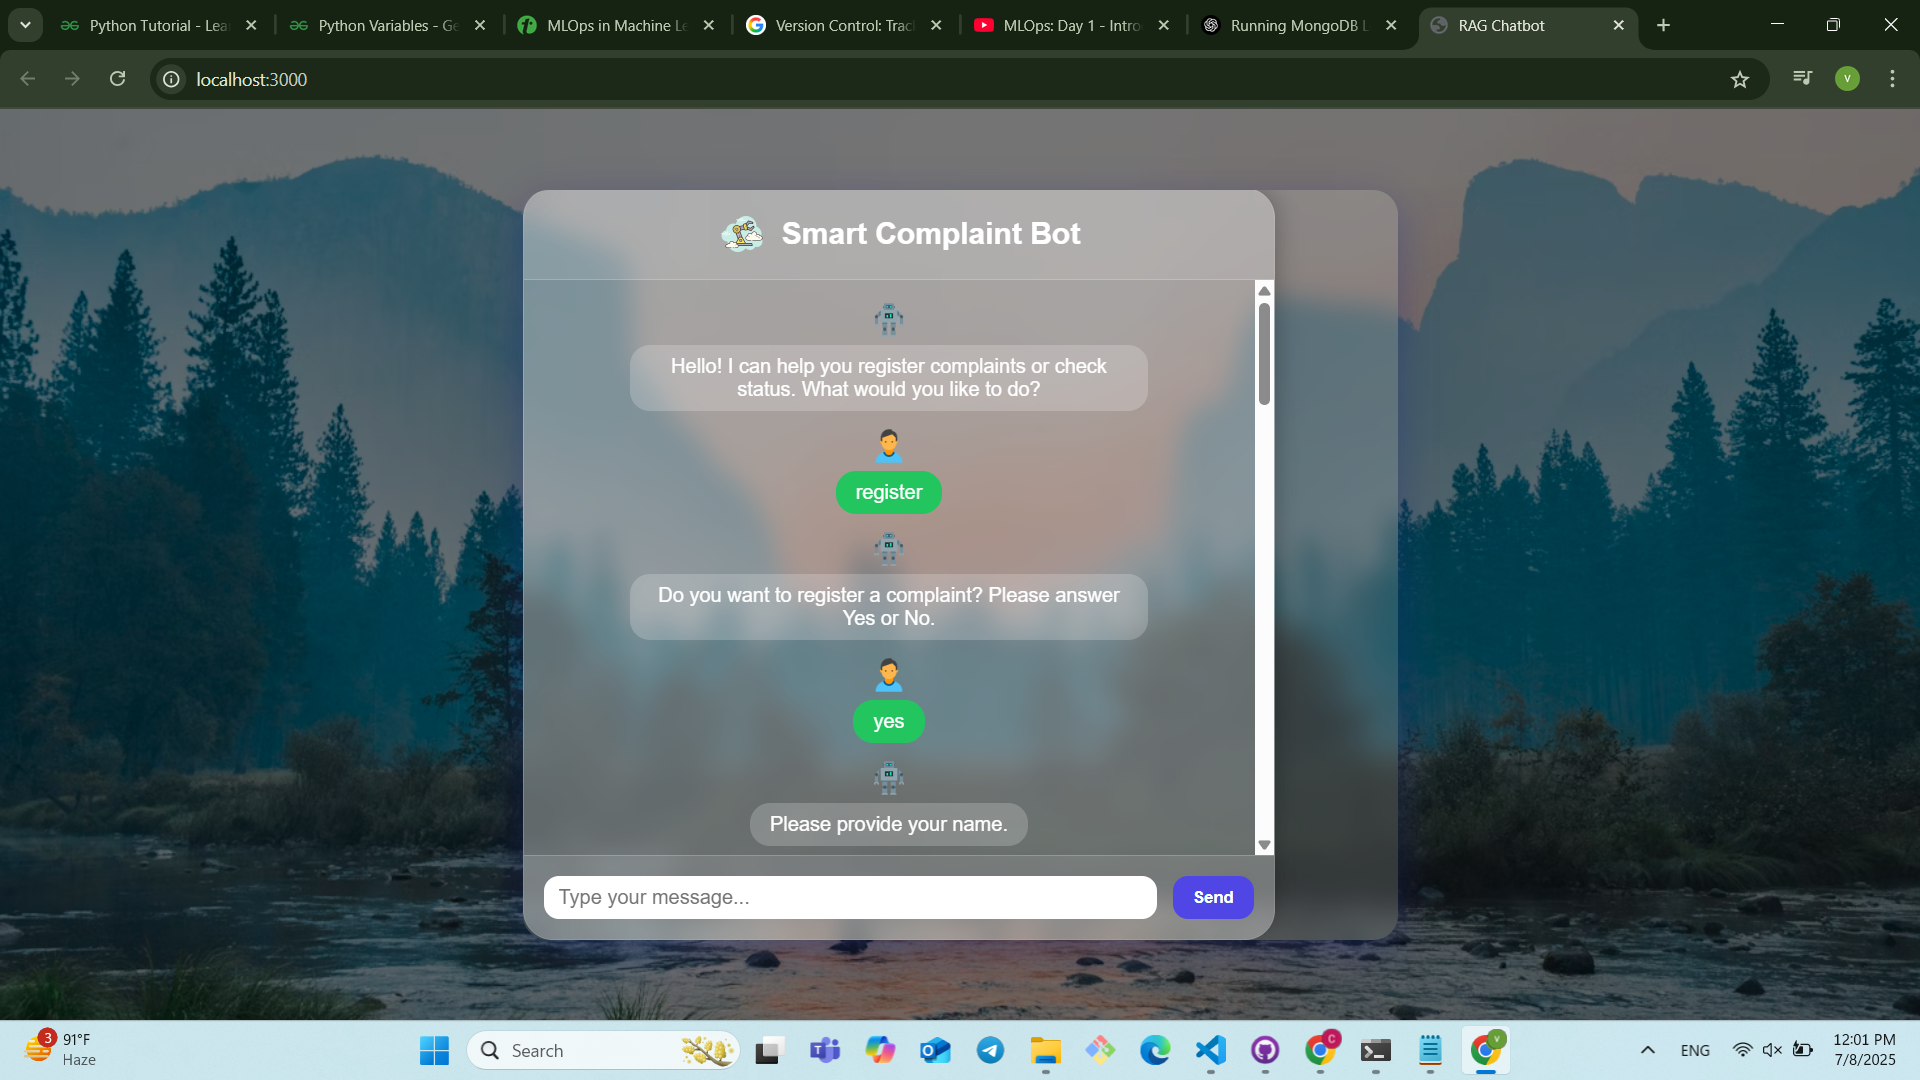 Python Tutorial - Lea
Python Variables - Ge
MLOps in Machine Le
Version Control: Trac
MLOps: Day 1 - Intro
Running MongoDB L
RAG Chatbot
localhost:3000
V
Smart Complaint Bot
Hello! I can help you register complaints or check
status. What would you like to do?
register
Do you want to register a complaint? Please answer
Yes or No.
yes
Please provide your name.
Type your message...
Send
3
91°F
Haze
Search
C
V
ENG
12:01 PM
7/8/2025